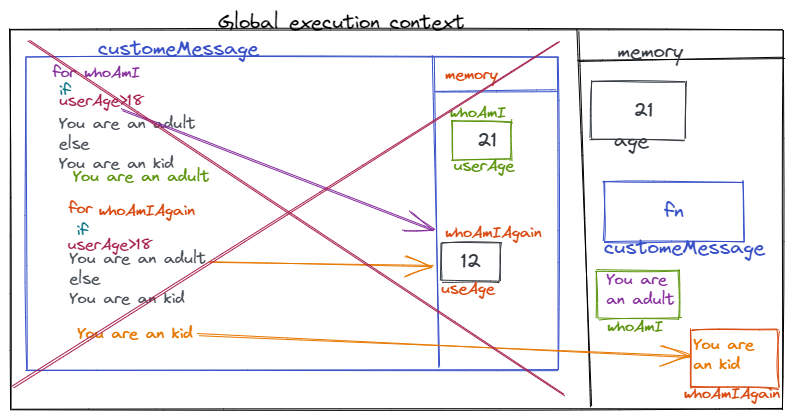 Global execution context
customeMessage
for whoAmI
if
userAge>18
You are an adult
else
You are an kid
You are an adult
for whoAmIAgain
if
userAge>18
You are an adult
else
You are an kid
You are an kid
memory
whoAmI
21
userAge
whoAmIAgain
12
useAge
memory
21
age
fn
customeMessage
You are
an adult
whoAmI
You are
an kid
whoAmIAgain